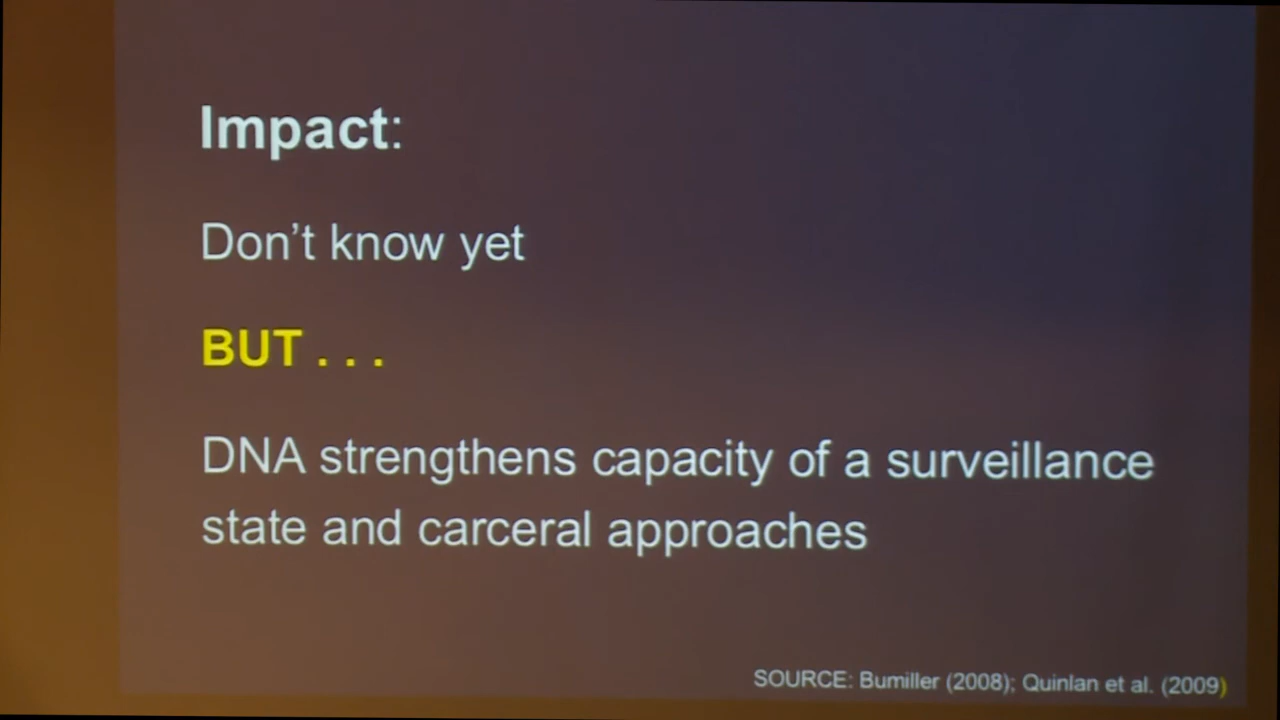 Impact:
Don't know yet
BUT . . .
DNA strengthens capacity of a surveillance
state and carceral approaches
SOURCE: Bumiller (2008); Quinlan et al. (2009)